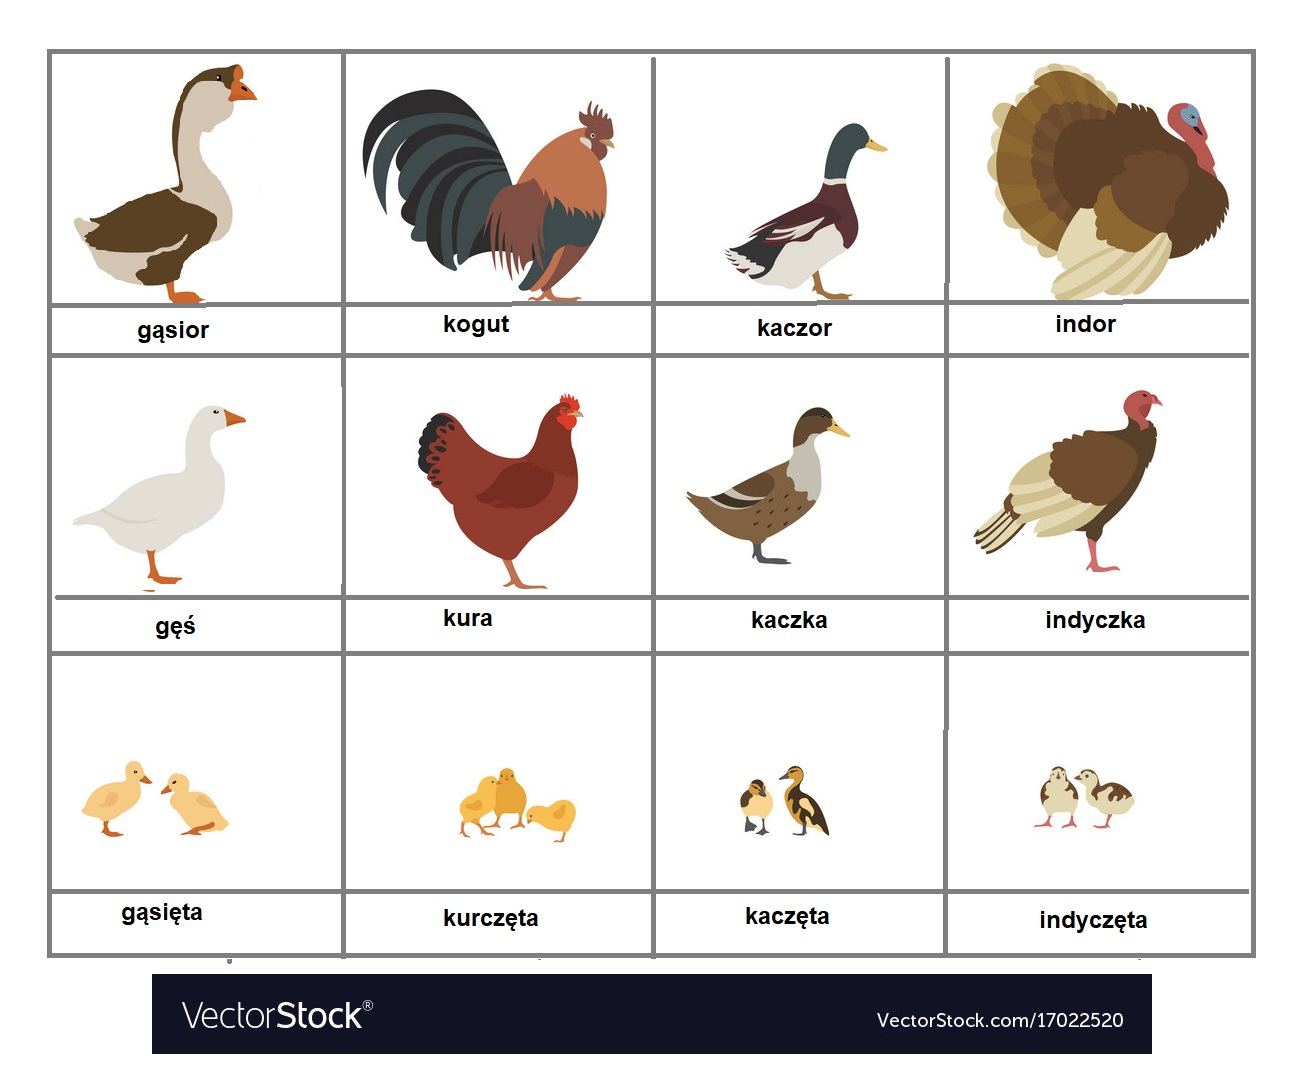 gąsior
kogut
kaczor
indor
gęś
kura
kaczka
indyczka
gąsięta
kurczęta
kaczęta
indyczęta
VectorStock®
VectorStock.com/17022520